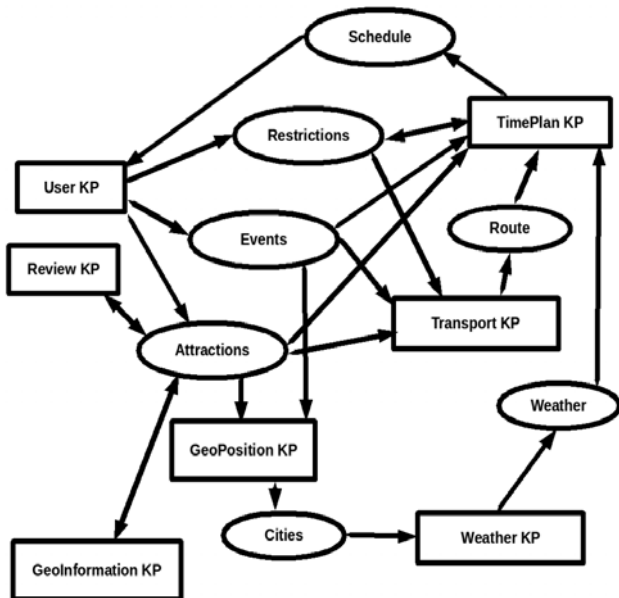 Schedule
Restrictions
TimePlan KP
User KP
Events
Route
Review KP
Transport KP
Attractions
Weather
GeoPosition KP
Cities
Weather KP
GeoInformation KP